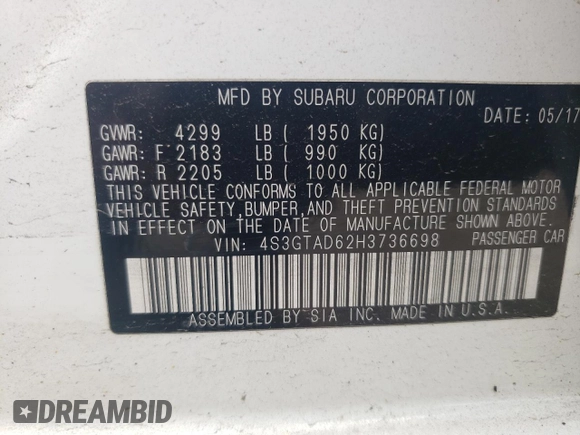 MFD BY SUBARU CORPORATION
DATE: 05/17
GVWR: 4299 LB ( 1950 KG)
GAWR: F 2183 LB ( 990 KG)
GAWR: R 2205 LB ( 1000 KG)
THIS VEHICLE CONFORMS TO ALL APPLICABLE FEDERAL MOTOR
VEHICLE SAFETY,BUMPER,AND THEFT PREVENTION STANDARDS
IN EFFECT ON THE DATE OF MANUFACTURE SHOWN ABOVE.
VIN: 4S3GTAD62H3736698 PASSENGER CAR
ASSEMBLED BY SIA INC. MADE IN U.S.A.
DREAMBID